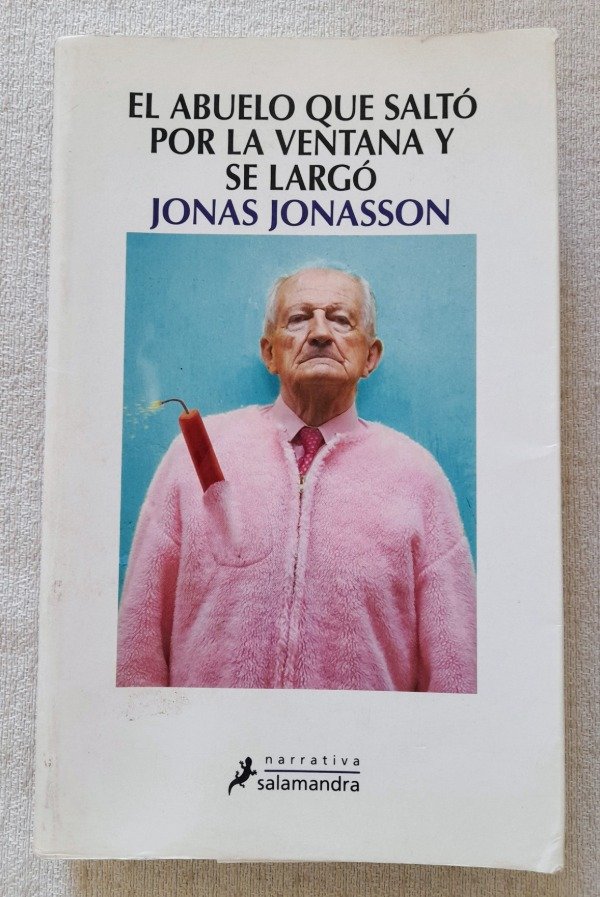 EL ABUELO QUE SALTÓ
POR LA VENTANA Y
SE LARGÓ
JONAS JONASSON
narrativa
salamandra